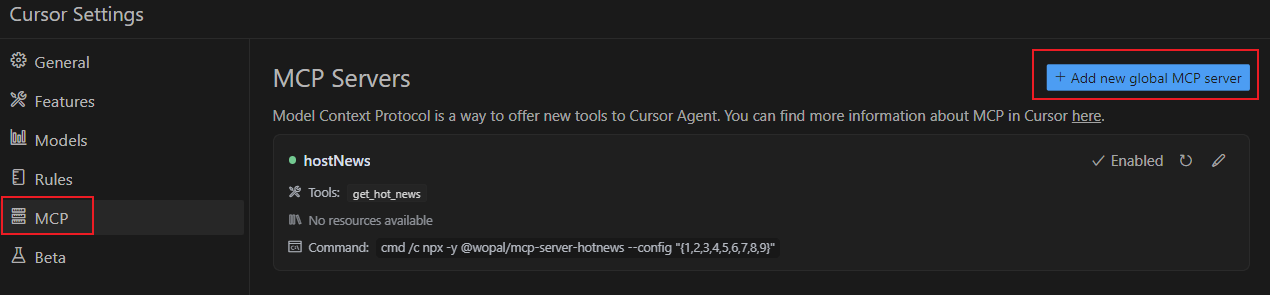 Cursor Settings
General
Features
Models
Rules
MCP
Beta
MCP Servers
+ Add new global MCP server
Model Context Protocol is a way to offer new tools to Cursor Agent. You can find more information about MCP in Cursor here.
hostNews
Enabled
Tools: get_hot_news
No resources available
Command: cmd /c npx -y @wopal/mcp-server-hotnews --config "{1,2,3,4,5,6,7,8,9}"